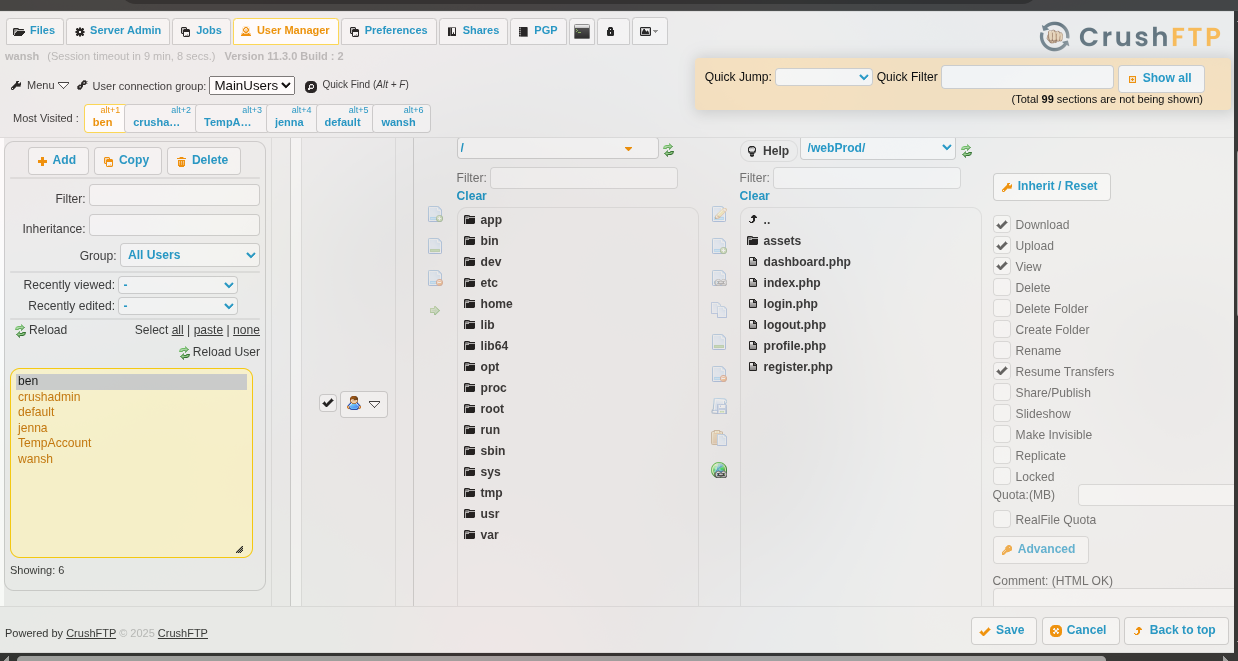 Files
Server Admin
Jobs
User Manager
Preferences
Shares
PGP
CrushFTP
wansh (Session timeout in 9 min, 8 secs.) Version 11.3.0 Build : 2
Menu
User connection group: MainUsers
Quick Find (Alt + F)
Quick Jump:
Quick Filter
Show all
(Total 99 sections are not being shown)
Most Visited :
alt+1
ben
alt+2
crusha...
alt+3
TempA...
alt+4
jenna
alt+5
default
alt+6
wansh
Add
Copy
Delete
Filter:
Inheritance:
Group: All Users
Recently viewed: -
Recently edited: -
Reload
Select all | paste | none
Reload User
ben
crushadmin
default
jenna
TempAccount
wansh
Showing: 6
/
Filter:
Clear
app
bin
dev
etc
home
lib
lib64
opt
proc
root
run
sbin
sys
tmp
usr
var
Help
/webProd/
Filter:
Clear
..
assets
dashboard.php
index.php
login.php
logout.php
profile.php
register.php
Inherit / Reset
Download
Upload
View
Delete
Delete Folder
Create Folder
Rename
Resume Transfers
Share/Publish
Slideshow
Make Invisible
Replicate
Locked
Quota:(MB)
RealFile Quota
Advanced
Comment: (HTML OK)
Powered by CrushFTP © 2025 CrushFTP
Save
Cancel
Back to top